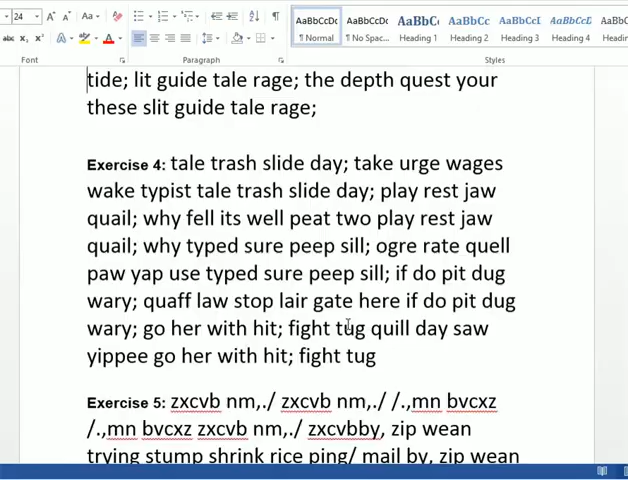 24 Aa
AaBbCcDc AaBbCcDc AaBbC AaBbCc AaBbCcI AaBbCcD AaBbC
abc x₂ x² A A
¶ Normal ¶ No Spac... Heading 1 Heading 2 Heading 3 Heading 4 Heading
Font Paragraph Styles
tide; lit guide tale rage; the depth quest your
these slit guide tale rage;
Exercise 4: tale trash slide day; take urge wages
wake typist tale trash slide day; play rest jaw
quail; why fell its well peat two play rest jaw
quail; why typed sure peep sill; ogre rate quell
paw yap use typed sure peep sill; if do pit dug
wary; quaff law stop lair gate here if do pit dug
wary; go her with hit; fight tug quill day saw
yippee go her with hit; fight tug
Exercise 5: zxcvb nm,./ zxcvb nm,./ /.,mn bvcxz
/.,mn bvcxz zxcvb nm,./ zxcvbby, zip wean
trying stump shrink rice ping/ mail by, zip wean